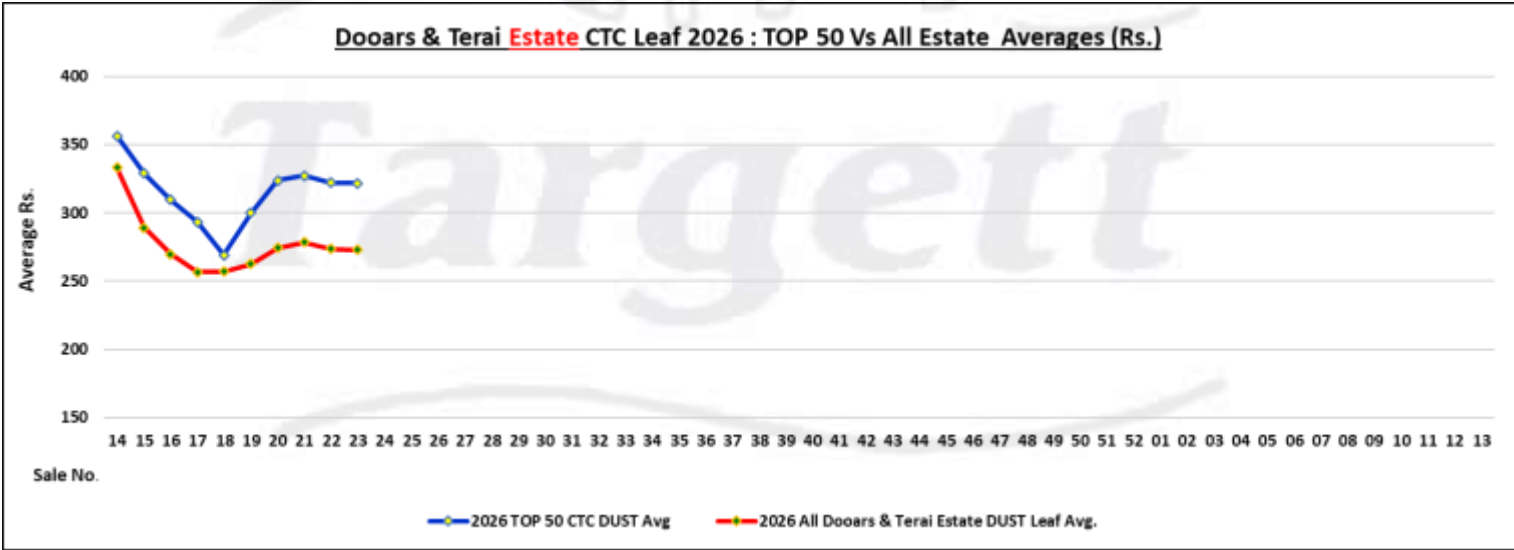 Dooars & Terai Estate CTC Leaf 2026 : TOP 50 Vs All Estate Averages (Rs.)
400
350
300
250
200
150
Average Rs.
Targett
14 15 16 17 18 19 20 21 22 23 24 25 26 27 28 29 30 31 32 33 34 35 36 37 38 39 40 41 42 43 44 45 46 47 48 49 50 51 52 01 02 03 04 05 06 07 08 09 10 11 12 13
Sale No.
2026 TOP 50 CTC DUST Avg
2026 All Dooars & Terai Estate DUST Leaf Avg.